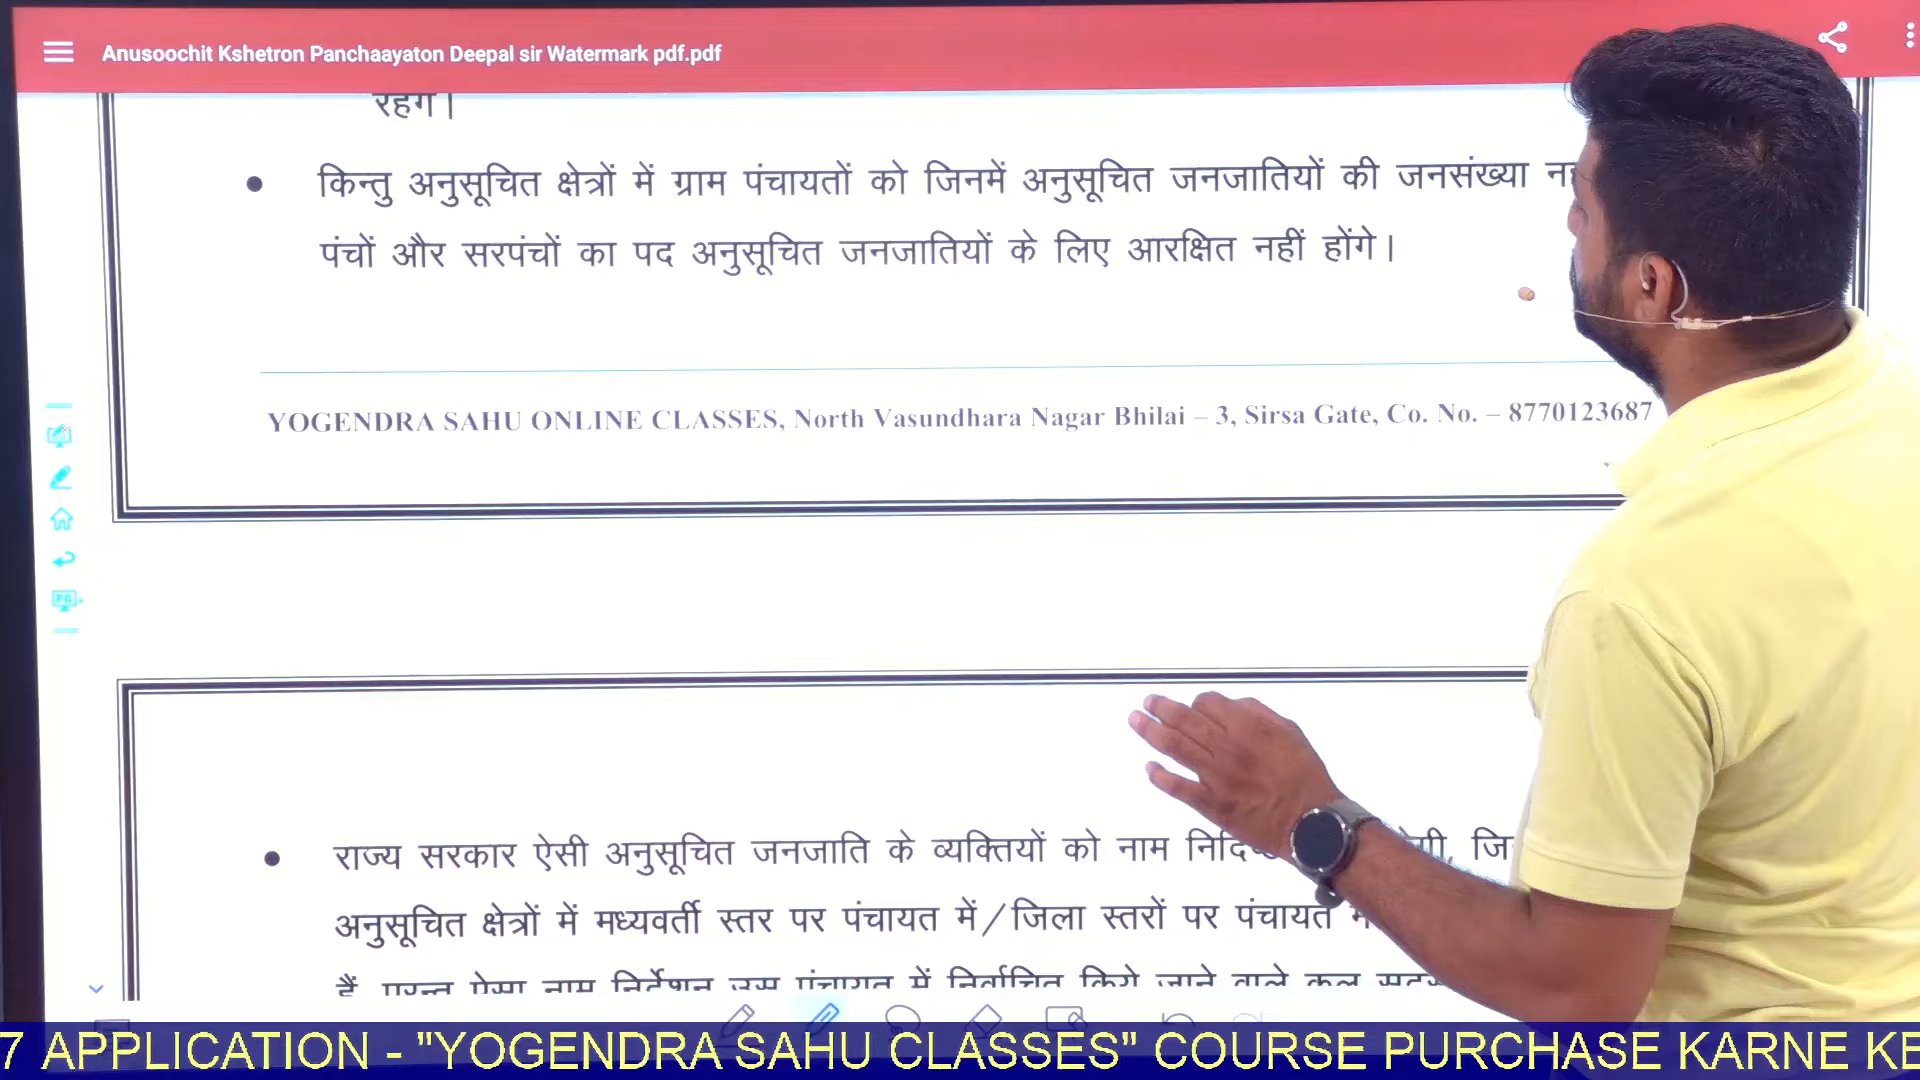 Anusoochit Kshetron Panchaayaton Deepal sir Watermark pdf.pdf
किन्तु अनुसूचित क्षेत्रों में ग्राम पंचायतों को जिनमें अनुसूचित जनजातियों की जनसंख्या
पंचों और सरपंचों का पद अनुसूचित जनजातियों के लिए आरक्षित नहीं होंगे।
YOGENDRA SAHU ONLINE CLASSES, North Vasundhara Nagar Bhilai – 3, Sirsa Gate, Co. No. – 8770123687
राज्य सरकार ऐसी अनुसूचित जनजाति के व्यक्तियों को नाम
अनुसूचित क्षेत्रों में मध्यवर्ती स्तर पर पंचायत में/जिला स्तरों पर पंचायत
7 APPLICATION - "YOGENDRA SAHU CLASSES" COURSE PURCHASE KARNE KE